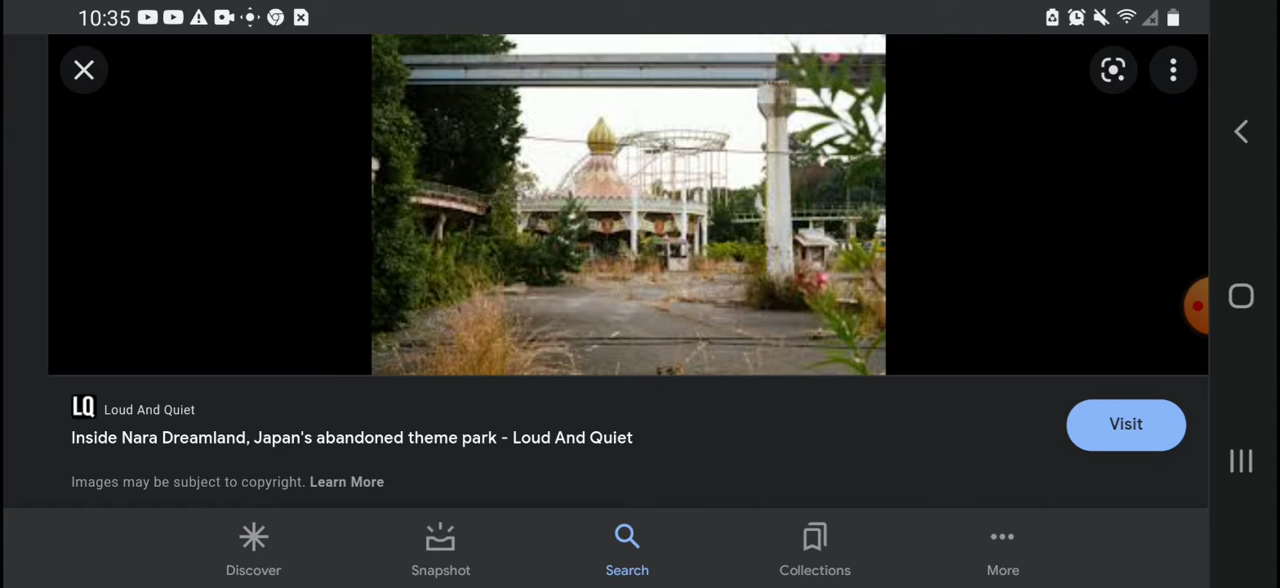 10:35
LQ Loud And Quiet
Inside Nara Dreamland, Japan's abandoned theme park - Loud And Quiet
Visit
Images may be subject to copyright. Learn More
Discover
Snapshot
Search
Collections
More